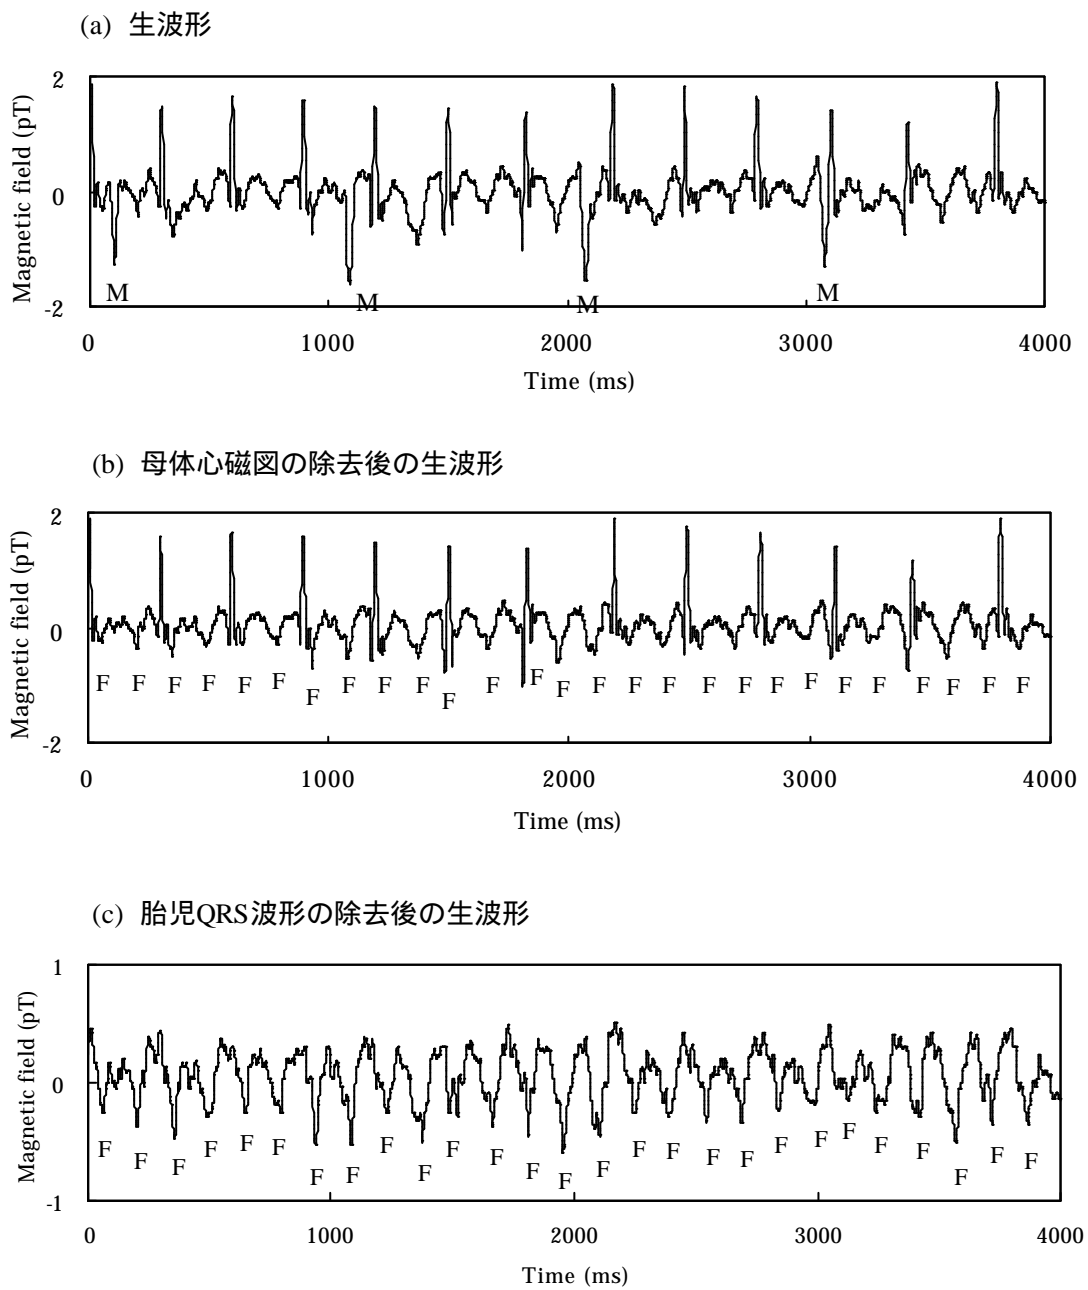 (a) 生波形
2
0
-2
Magnetic field (pT)
M M M M
0 1000 2000 3000 4000
Time (ms)
(b) 母体心磁図の除去後の生波形
2
0
-2
Magnetic field (pT)
F F F F F F F F F F F F F F F F F F F F F F F F F F F
0 1000 2000 3000 4000
Time (ms)
(c) 胎児QRS波形の除去後の生波形
1
0
-1
Magnetic field (pT)
F F F F F F F F F F F F F F F F F F F F F F F F F F F
0 1000 2000 3000 4000
Time (ms)